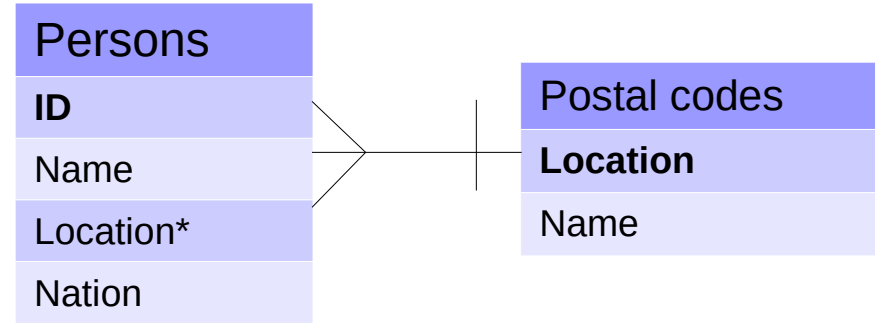 Persons
ID
Name
Location*
Nation
Postal codes
Location
Name